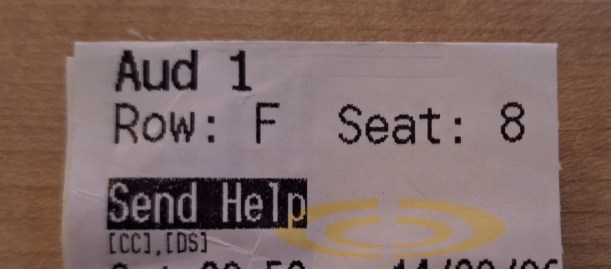 Aud 1
Row: F Seat: 8
Send Help
[CC],[DS]